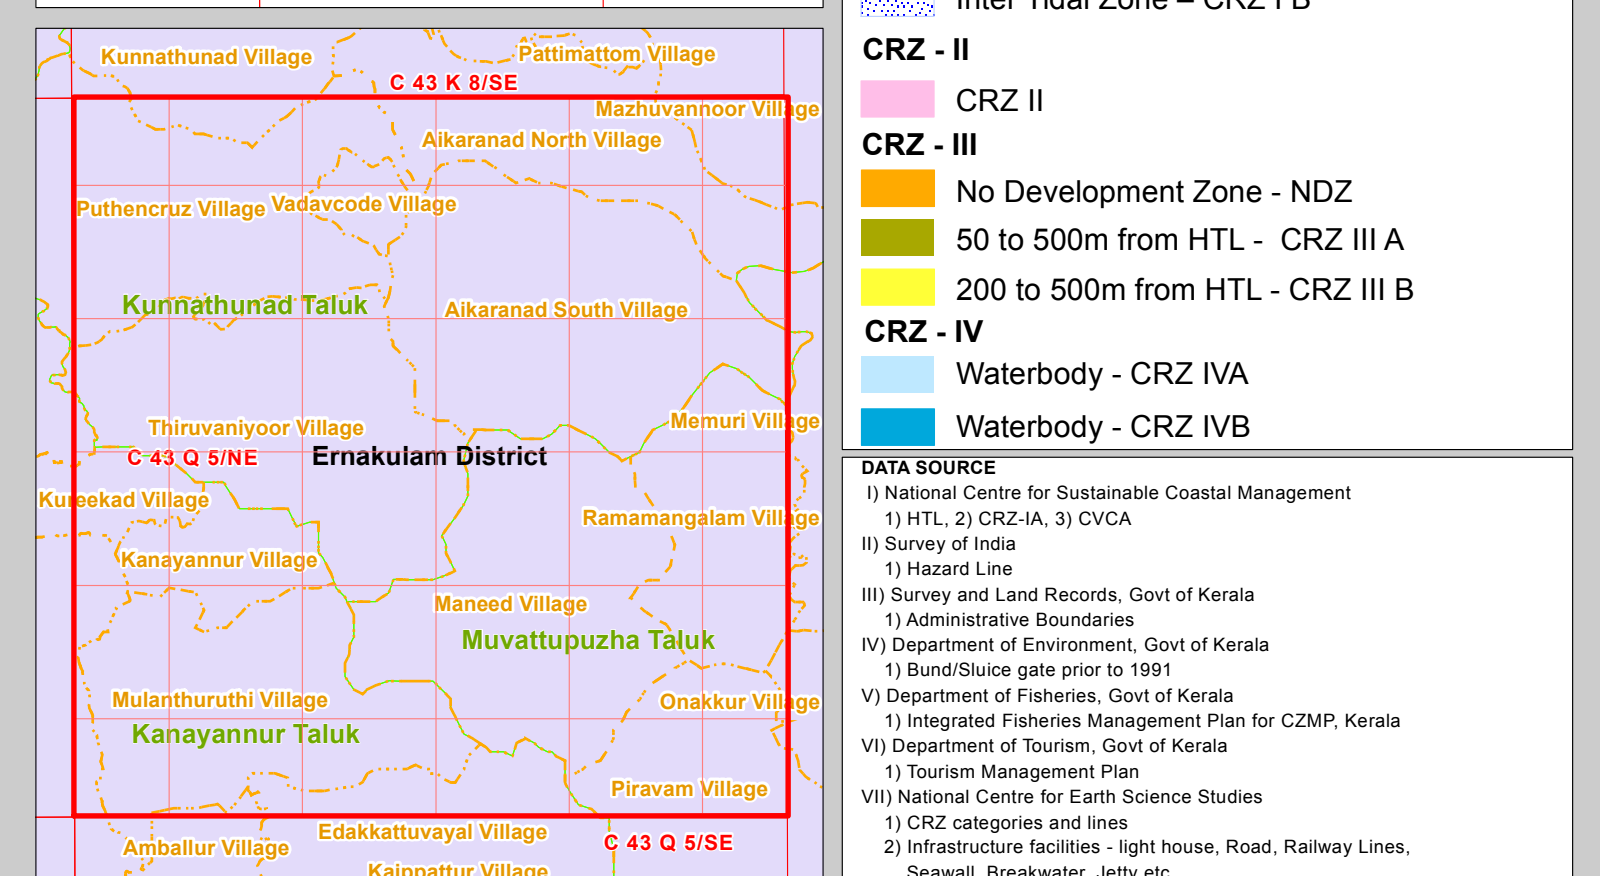 Kunnathunad Village
Pattimattom Village
C 43 K 8/SE
Mazhuvannoor Village
Aikaranad North Village
Puthencruz Village
Vadavcode Village
Kunnathunad Taluk
Aikaranad South Village
Memuri Village
Thiruvaniyoor Village
Ernakulam District
C 43 Q 5/NE
Kureekad Village
Ramamangalam Village
Kanayannur Village
Maneed Village
Muvattupuzha Taluk
Mulanthuruthi Village
Onakkur Village
Kanayannur Taluk
Piravam Village
Edakkattuvayal Village
C 43 Q 5/SE
Amballur Village
Kaippattur Village
Inter Tidal Zone – CRZ I B
CRZ - II
CRZ II
CRZ - III
No Development Zone - NDZ
50 to 500m from HTL - CRZ III A
200 to 500m from HTL - CRZ III B
CRZ - IV
Waterbody - CRZ IVA
Waterbody - CRZ IVB
DATA SOURCE
I) National Centre for Sustainable Coastal Management
1) HTL, 2) CRZ-IA, 3) CVCA
II) Survey of India
1) Hazard Line
III) Survey and Land Records, Govt of Kerala
1) Administrative Boundaries
IV) Department of Environment, Govt of Kerala
1) Bund/Sluice gate prior to 1991
V) Department of Fisheries, Govt of Kerala
1) Integrated Fisheries Management Plan for CZMP, Kerala
VI) Department of Tourism, Govt of Kerala
1) Tourism Management Plan
VII) National Centre for Earth Science Studies
1) CRZ categories and lines
2) Infrastructure facilities - light house, Road, Railway Lines,
Seawall, Breakwater, Jetty etc